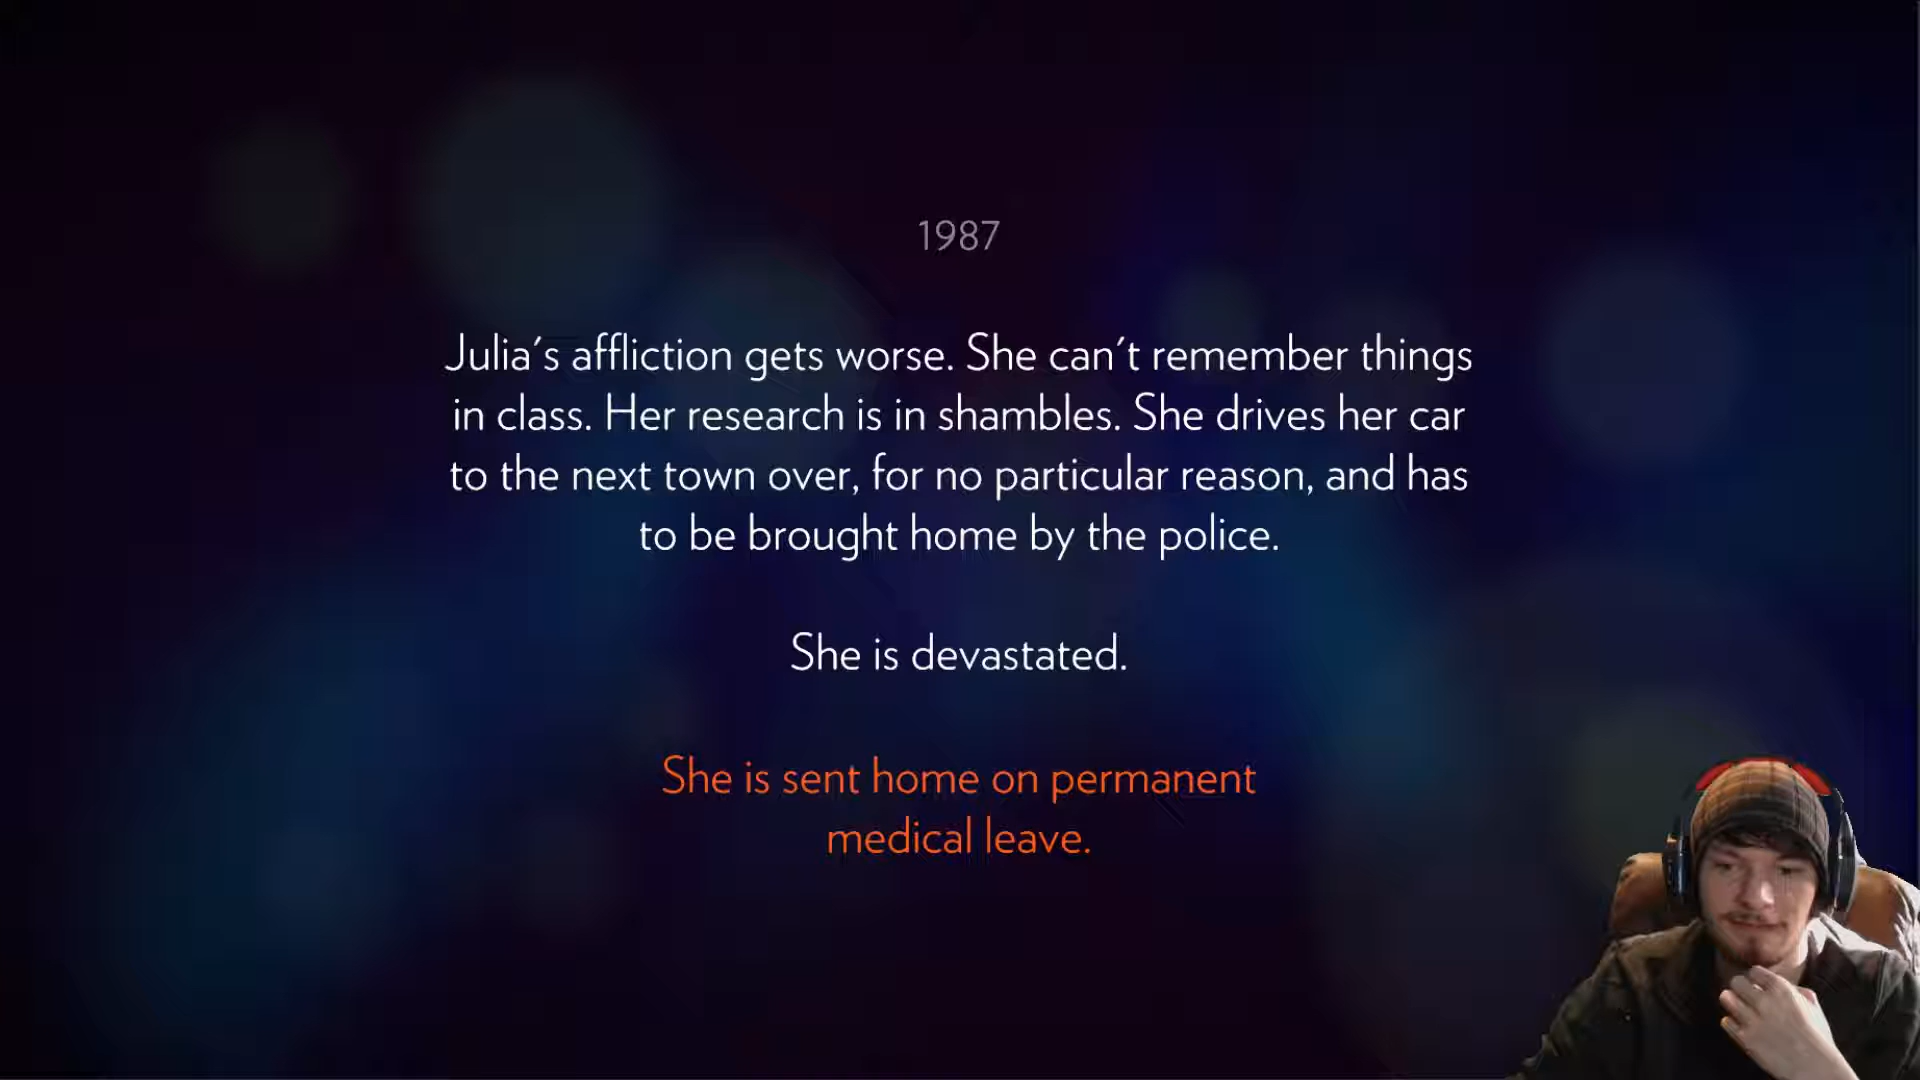 1987
Julia's affliction gets worse. She can't remember things
in class. Her research is in shambles. She drives her car
to the next town over, for no particular reason, and has
to be brought home by the police.
She is devastated.
She is sent home on permanent
medical leave.